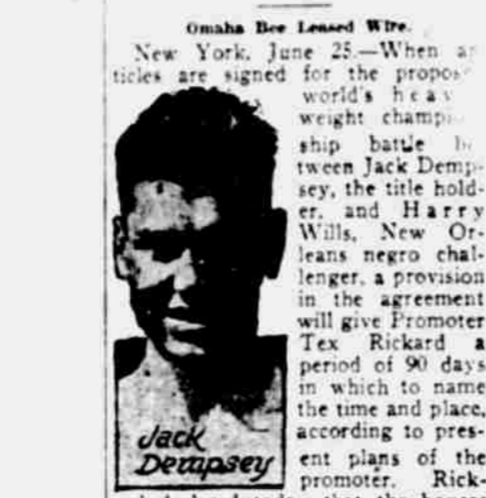 Omaha Bee Leased Wire.
New York, June 25.—When ar
ticles are signed for the propos
world's heav
weight champi
ship battle b
tween Jack Demp-
sey, the title hold-
er, and Harry
Wills, New Or-
leans negro chal-
lenger, a provision
in the agreement
will give Promoter
Tex Rickard a
period of 90 days
in which to name
the time and place,
according to pres-
ent plans of the
promoter. Rick-
Jack
Dempsey